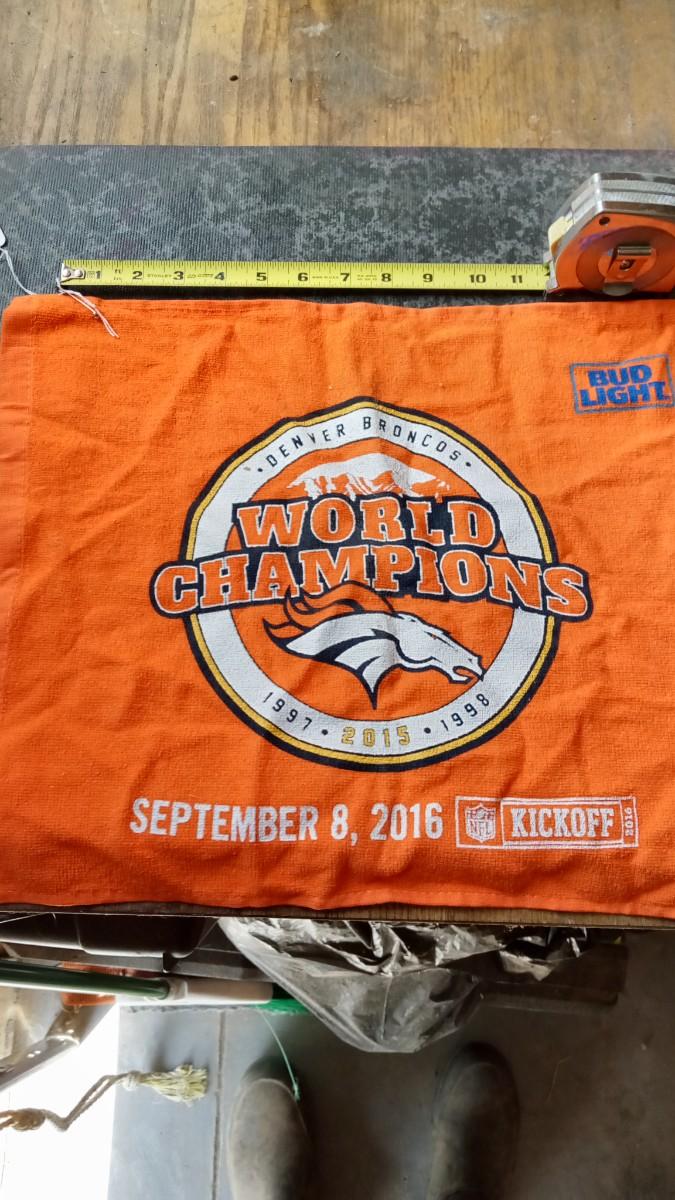 1 2 STANLEY 3 4 5 6 7 8 9 10 11
BUD
LIGHT
• DENVER BRONCOS •
WORLD
CHAMPIONS
1997 • 2015 • 1998
SEPTEMBER 8, 2016 NFL KICKOFF 2016